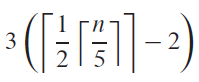 3(⌈1/2 ⌈n/5⌉⌉ − 2)